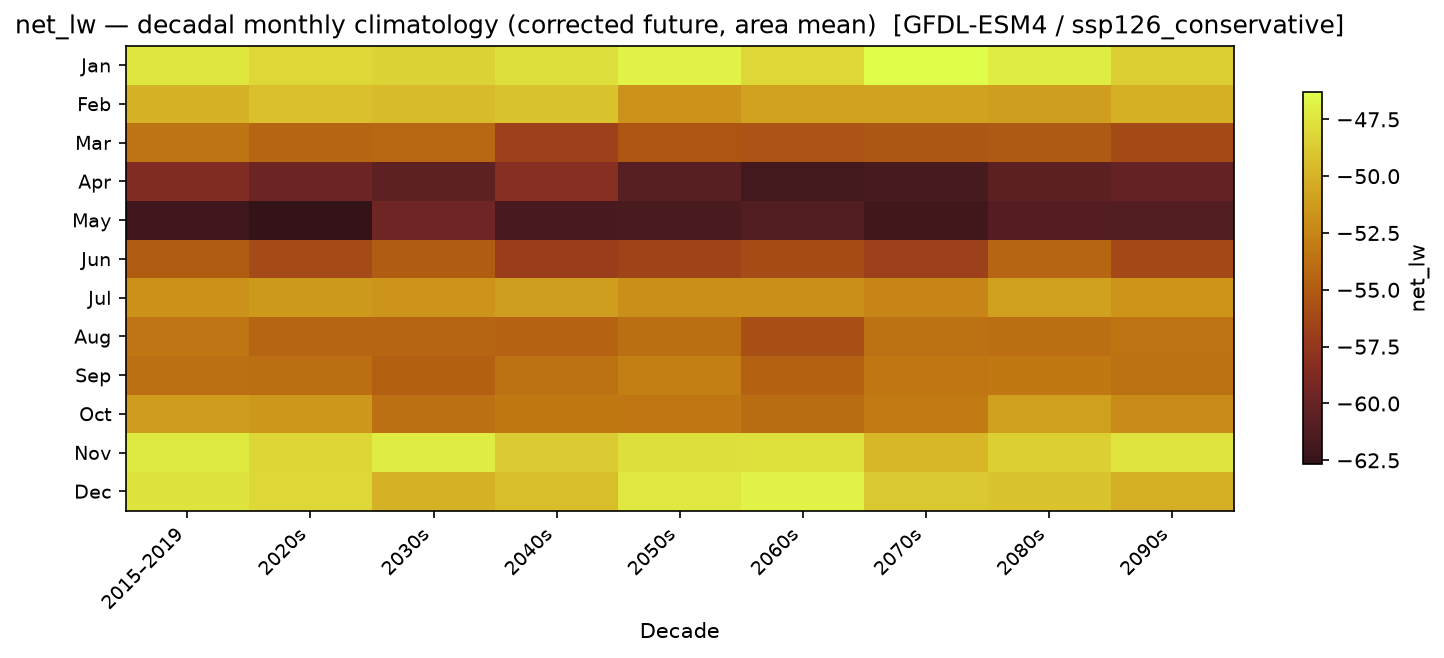 net_lw — decadal monthly climatology (corrected future, area mean)  [GFDL-ESM4 / ssp126_conservative]
Jan
Feb
Mar
Apr
May
Jun
Jul
Aug
Sep
Oct
Nov
Dec
2015–2019
2020s
2030s
2040s
2050s
2060s
2070s
2080s
2090s
Decade
−47.5
−50.0
−52.5
−55.0
−57.5
−60.0
−62.5
net_lw